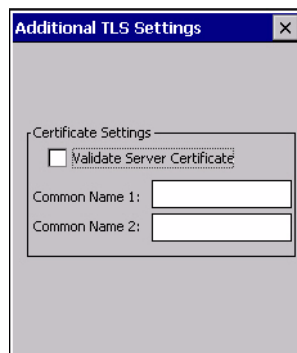 Additional TLS Settings
Certificate Settings
Validate Server Certificate
Common Name 1:
Common Name 2: